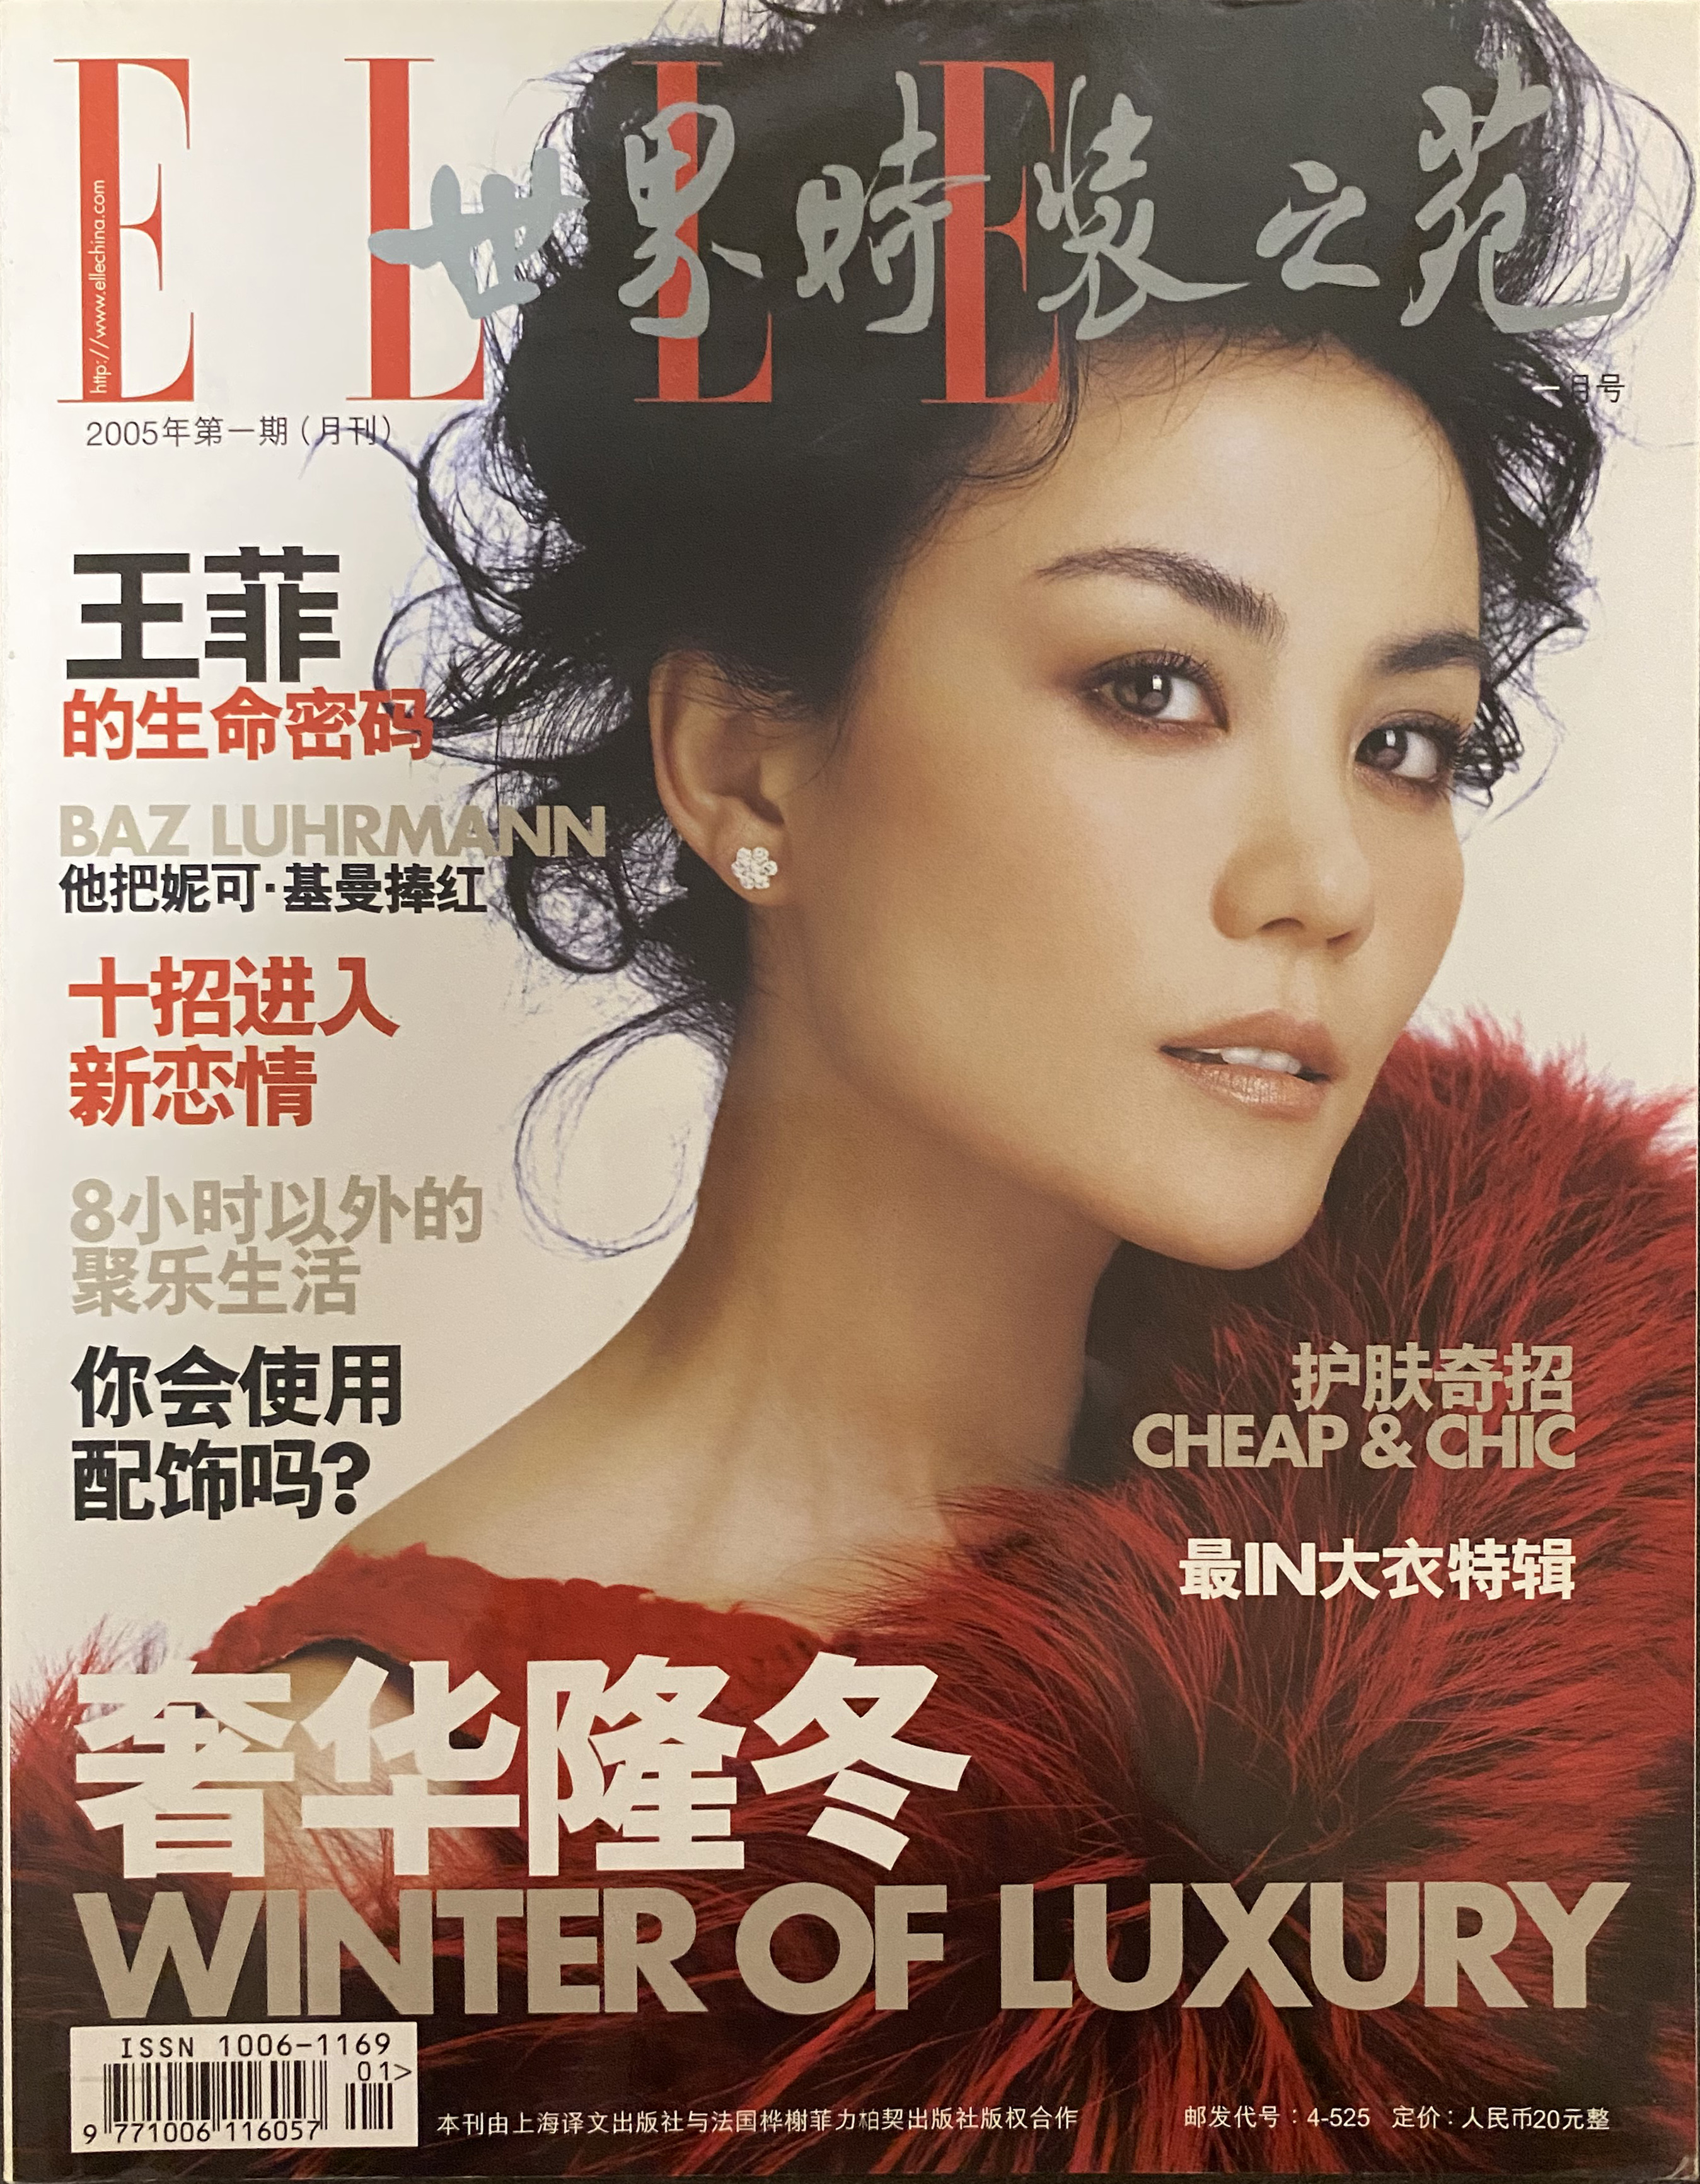 ELLE
世界時裝之苑
http://www.ellechina.com
一月号
2005年第一期(月刊)
王菲
的生命密码
BAZ LUHRMANN
他把妮可·基曼捧红
十招进入
新恋情
8小时以外的
聚乐生活
你会使用
配饰吗?
护肤奇招
CHEAP & CHIC
最IN大衣特辑
奢华隆冬
WINTER OF LUXURY
ISSN 1006-1169
01>
9 771006 116057
本刊由上海译文出版社与法国桦榭菲力柏契出版社版权合作
邮发代号：4-525 定价：人民币20元整